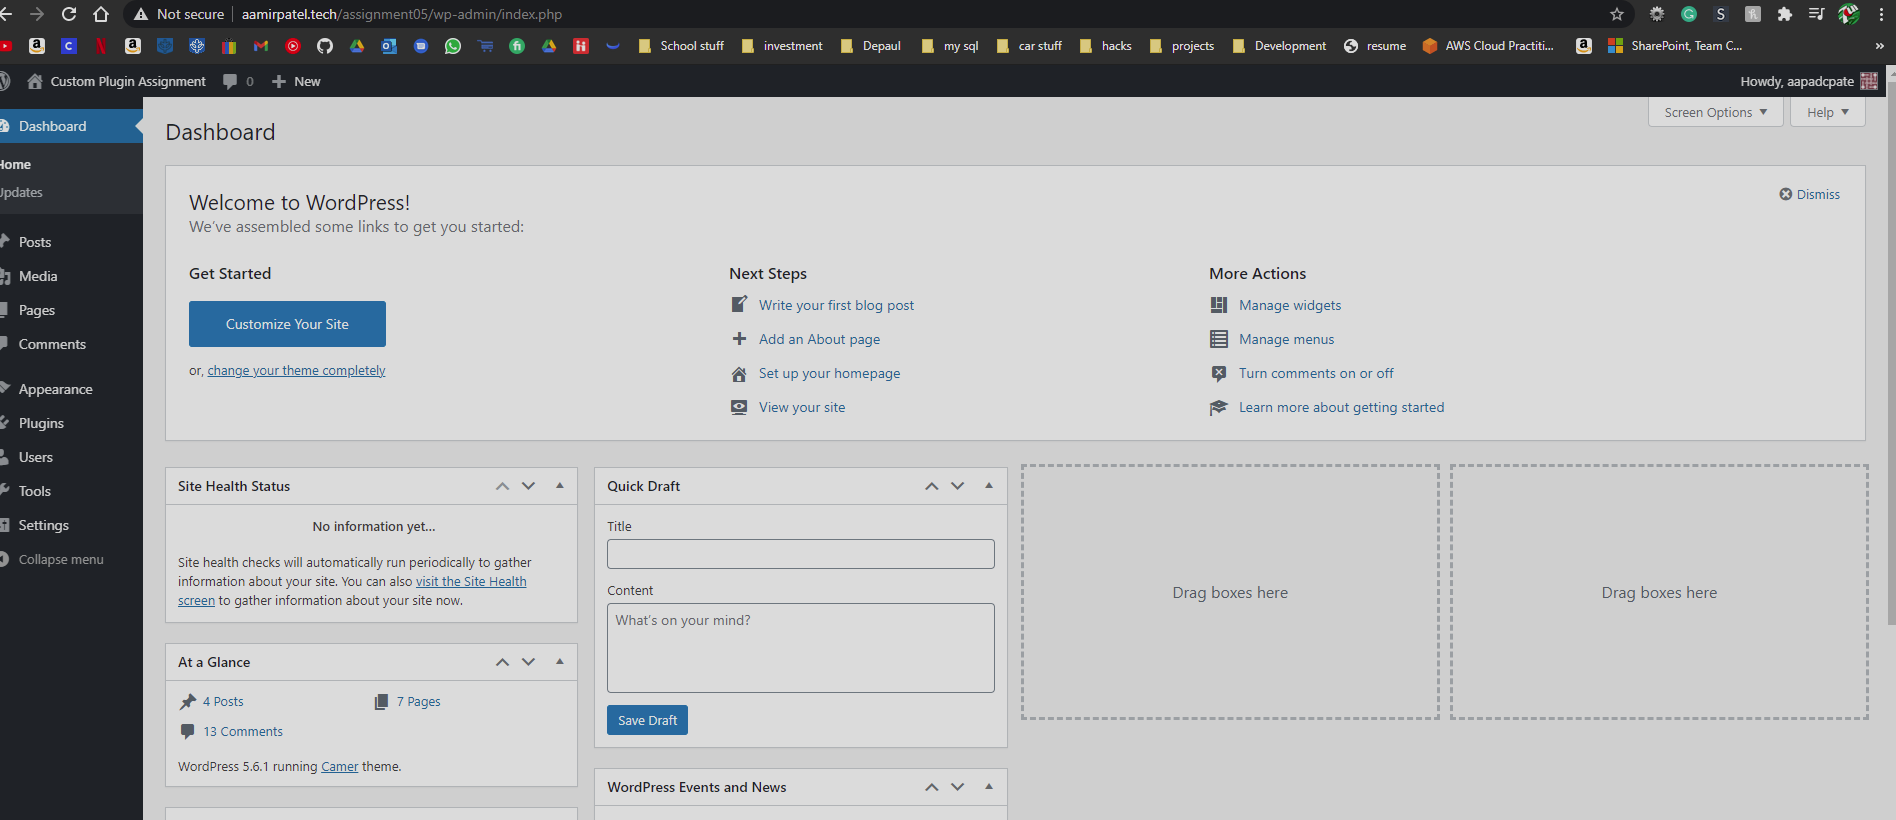 Not secure | aamirpatel.tech/assignment05/wp-admin/index.php
School stuff investment Depaul my sql car stuff hacks projects Development resume AWS Cloud Practiti... SharePoint, Team C... »
Custom Plugin Assignment 0 + New Howdy, aapadcpate
Screen Options Help
Dashboard
Home
Updates
Posts
Media
Pages
Comments
Appearance
Plugins
Users
Tools
Settings
Collapse menu
Dashboard
Welcome to WordPress!
Dismiss
We've assembled some links to get you started:
Get Started
Customize Your Site
or, change your theme completely
Next Steps
Write your first blog post
Add an About page
Set up your homepage
View your site
More Actions
Manage widgets
Manage menus
Turn comments on or off
Learn more about getting started
Site Health Status
No information yet...
Site health checks will automatically run periodically to gather
information about your site. You can also visit the Site Health
screen to gather information about your site now.
At a Glance
4 Posts 7 Pages
13 Comments
WordPress 5.6.1 running Camer theme.
Quick Draft
Title
Content
What's on your mind?
Save Draft
WordPress Events and News
Drag boxes here
Drag boxes here